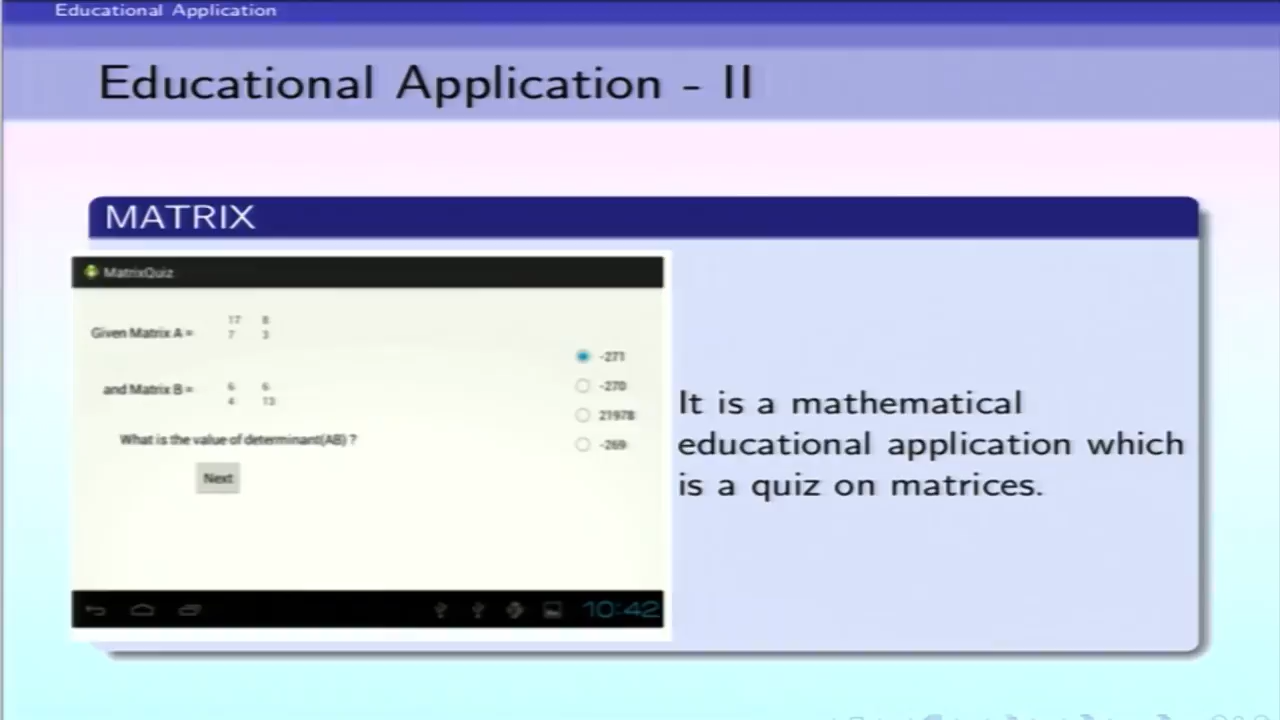 Educational Application
Educational Application - II
MATRIX
MatrixQuiz
Given Matrix A = 17 8
7 3
and Matrix B = 6 6
4 13
What is the value of determinant(AB) ?
Next
-271
-270
21978
-269
It is a mathematical
educational application which
is a quiz on matrices.
10:42